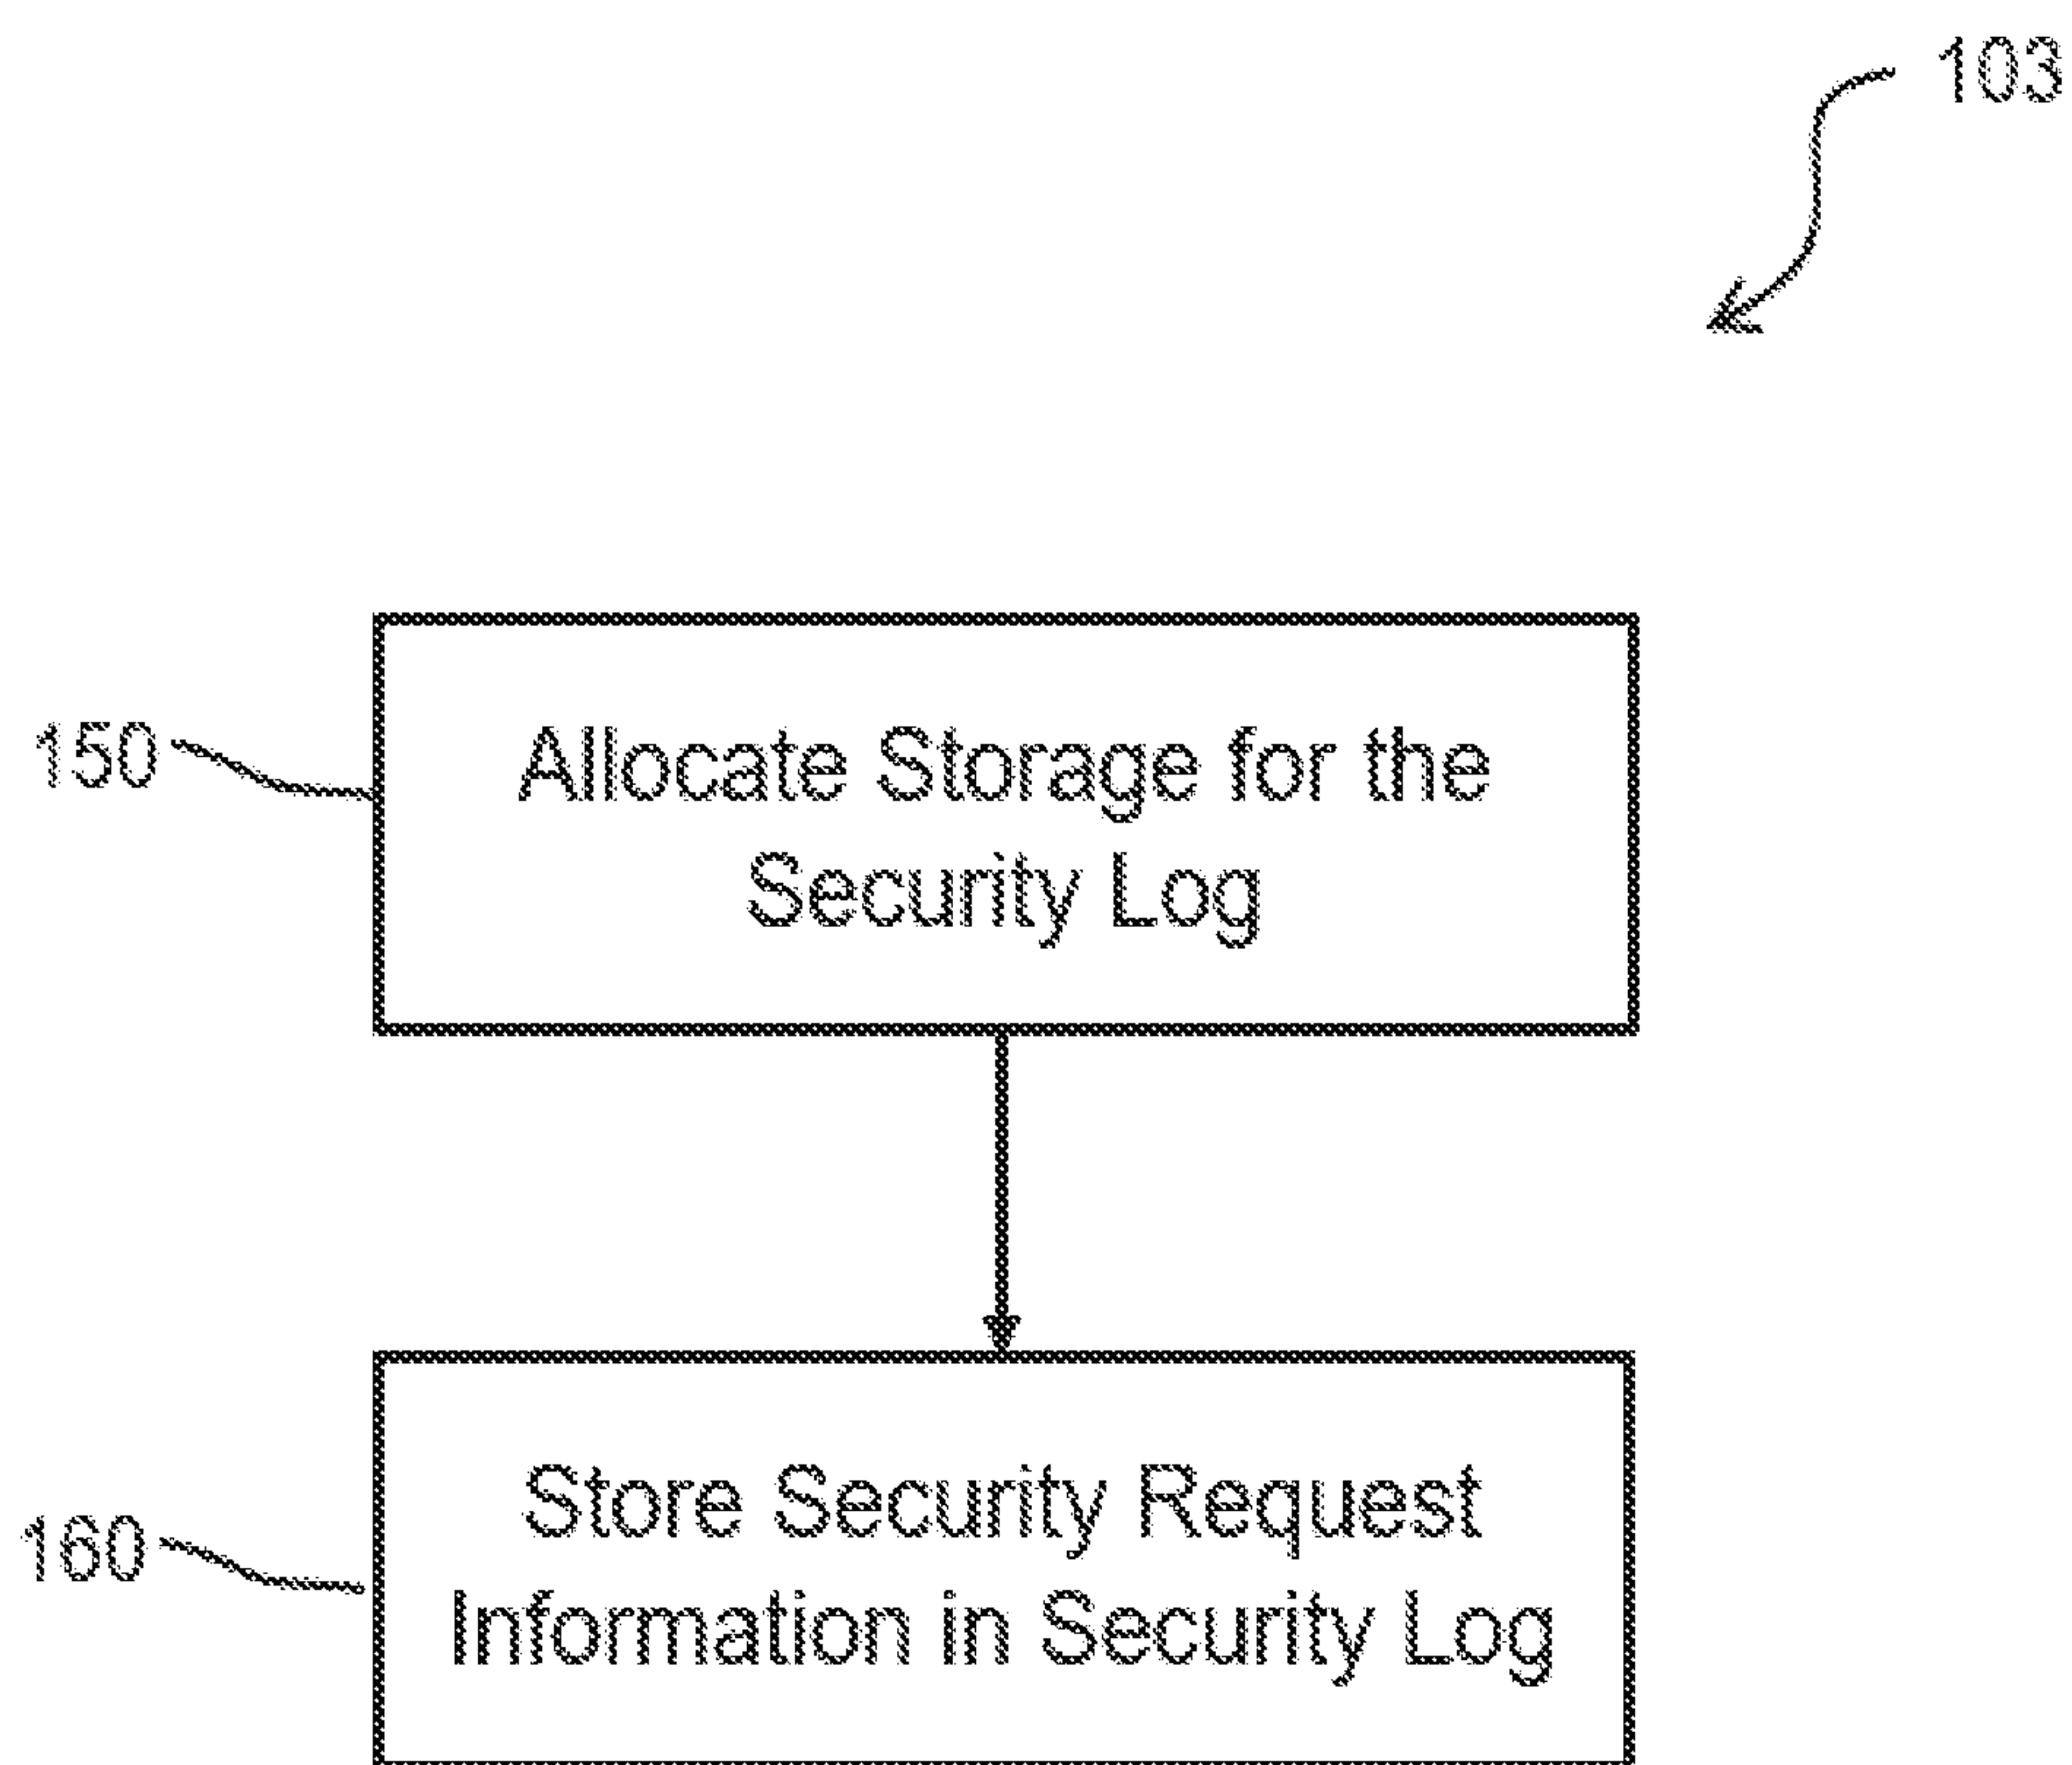 103
150
Allocate Storage for the
Security Log
160
Store Security Request
Information in Security Log